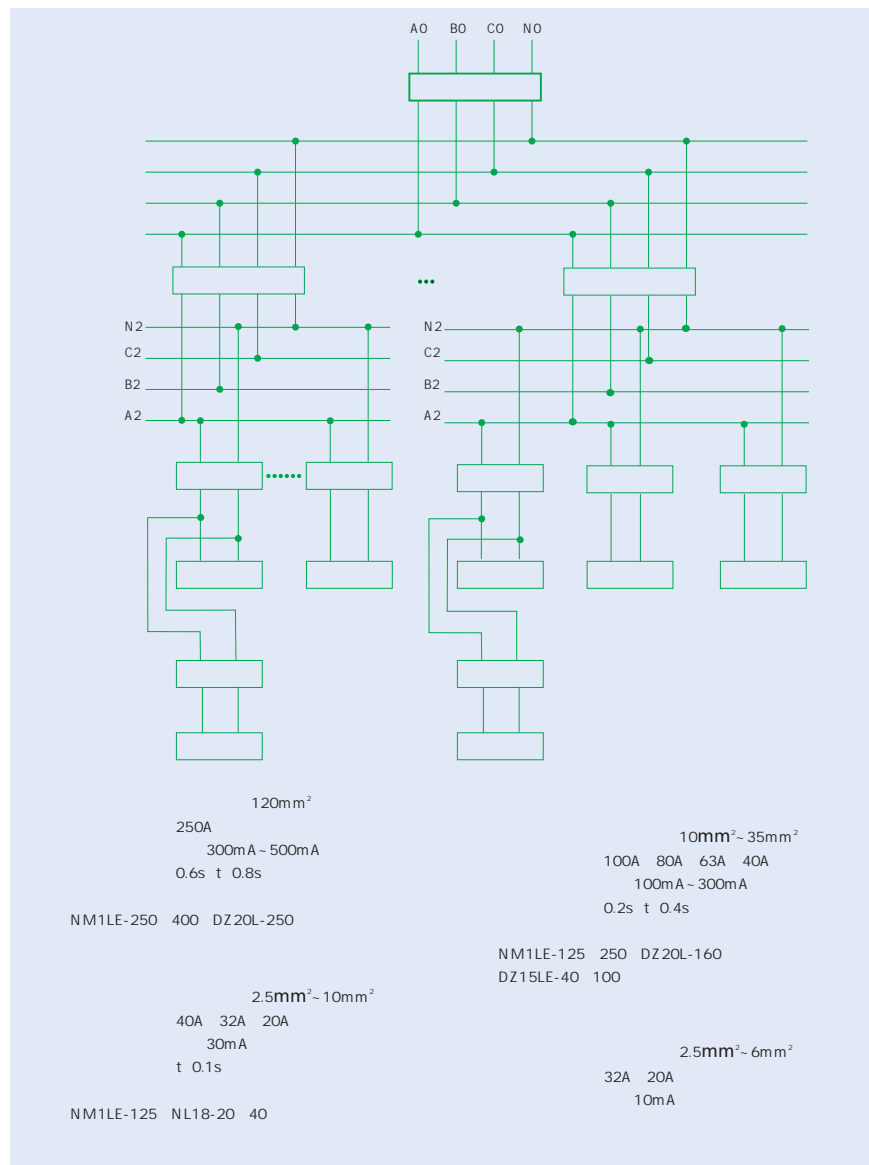 A0 B0 C0 N0
N2
C2
B2
A2
N2
C2
B2
A2
120mm²
250A
300mA~500mA
0.6s t 0.8s
NM1LE-250 400 DZ20L-250
10mm²~35mm²
100A 80A 63A 40A
100mA~300mA
0.2s t 0.4s
NM1LE-125 250 DZ20L-160
DZ15LE-40 100
2.5mm²~10mm²
40A 32A 20A
30mA
t 0.1s
NM1LE-125 NL18-20 40
2.5mm²~6mm²
32A 20A
10mA